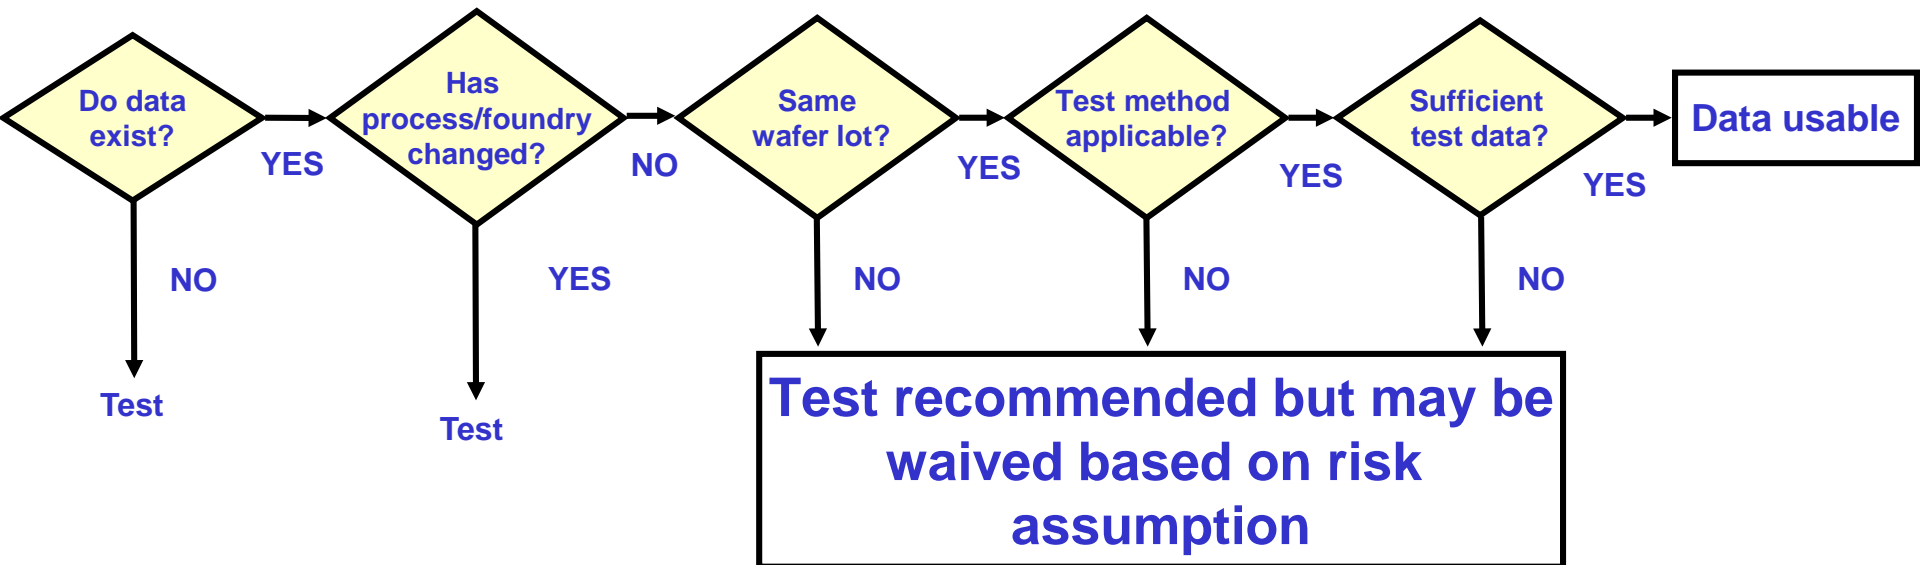 Do data
exist?
YES
NO
Test
Has
process/foundry
changed?
NO
YES
Test
Same
wafer lot?
YES
NO
Test method
applicable?
YES
NO
Sufficient
test data?
YES
NO
Data usable
Test recommended but may be
waived based on risk
assumption